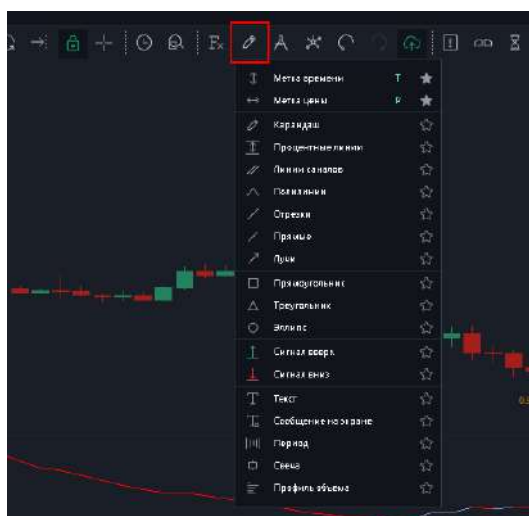 Fx
Метка времени T
Метка цены P
Карандаш
Процентные линии
Линии каналов
Полилинии
Отрезки
Прямые
Лучи
Прямоугольник
Треугольник
Эллипс
Сигнал вверх
Сигнал вниз
Текст
Сообщение на экране
Период
Свеча
Профиль объема